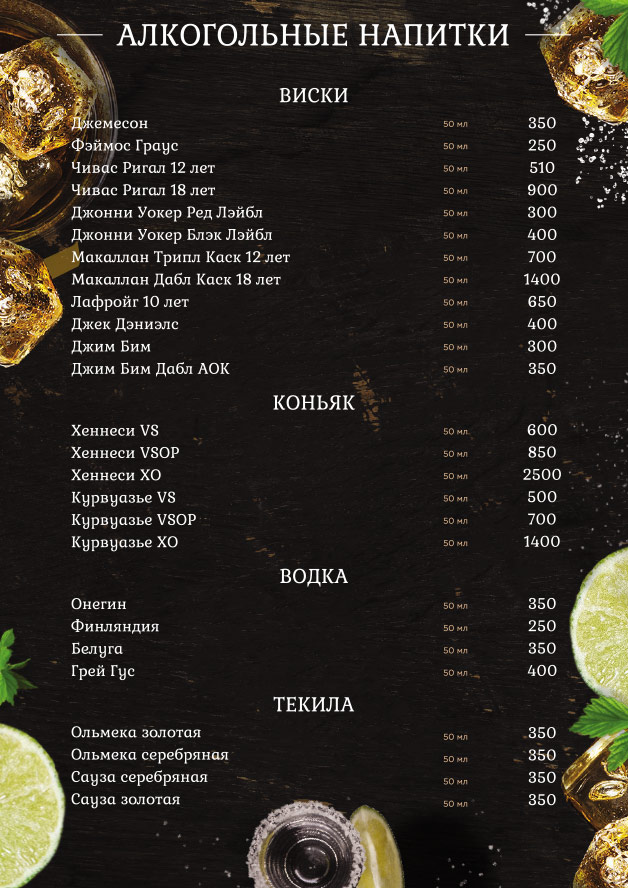 АЛКОГОЛЬНЫЕ НАПИТКИ
ВИСКИ
Джемесон 50 мл 350
Фэймос Граус 50 мл 250
Чивас Ригал 12 лет 50 мл 510
Чивас Ригал 18 лет 50 мл 900
Джонни Уокер Ред Лэйбл 50 мл 300
Джонни Уокер Блэк Лэйбл 50 мл 400
Макаллан Трипл Каск 12 лет 50 мл 700
Макаллан Дабл Каск 18 лет 50 мл 1400
Лафройг 10 лет 50 мл 650
Джек Дэниэлс 50 мл 400
Джим Бим 50 мл 300
Джим Бим Дабл АОК 50 мл 350
КОНЬЯК
Хеннеси VS 50 мл 600
Хеннеси VSOP 50 мл 850
Хеннеси XO 50 мл 2500
Курвуазье VS 50 мл 500
Курвуазье VSOP 50 мл 700
Курвуазье XO 50 мл 1400
ВОДКА
Онегин 50 мл 350
Финляндия 50 мл 250
Белуга 50 мл 350
Грей Гус 50 мл 400
ТЕКИЛА
Ольмека золотая 50 мл 350
Ольмека серебряная 50 мл 350
Сауза серебряная 50 мл 350
Сауза золотая 50 мл 350